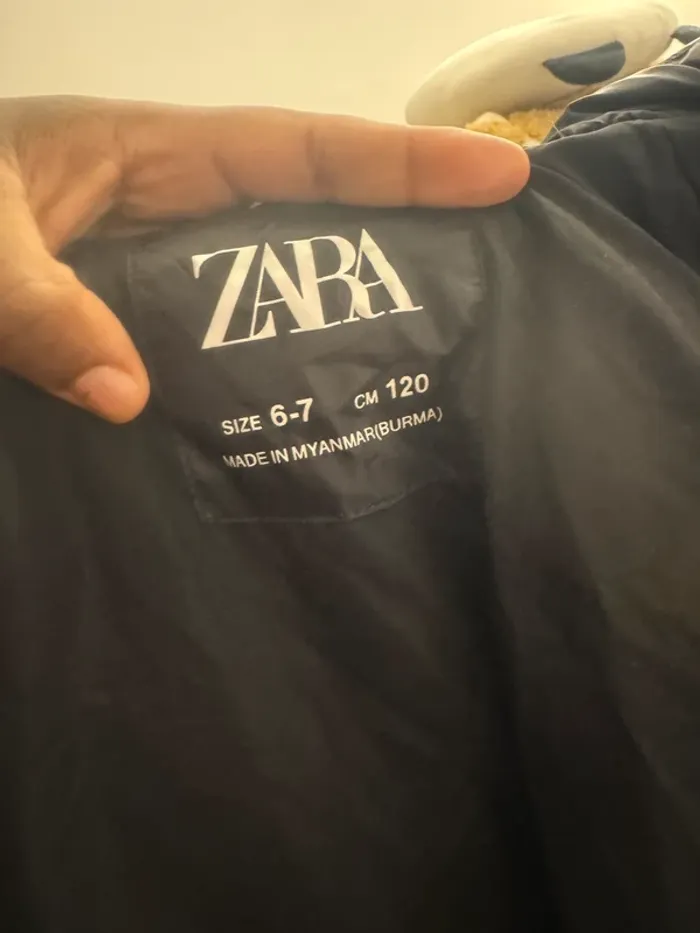 ZARA
SIZE 6-7 CM 120
MADE IN MYANMAR(BURMA)